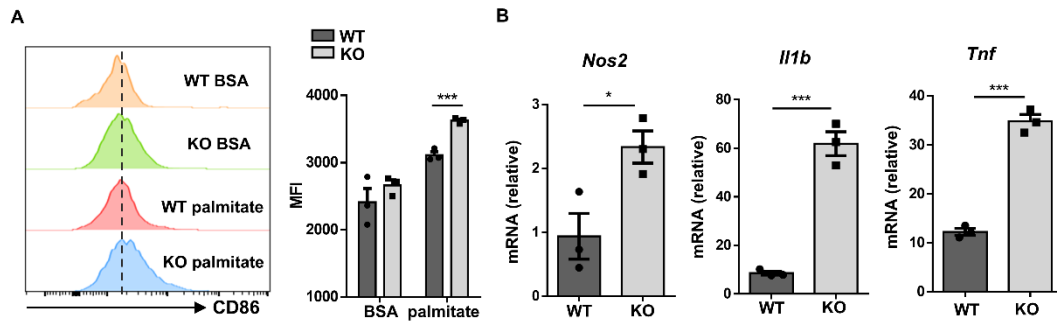 A
WT BSA
KO BSA
WT palmitate
KO palmitate
CD86
WT
KO
***
4000
3000
2000
1000
MFI
BSA palmitate
B
Nos2
*
3
2
1
0
mRNA (relative)
WT KO
Il1b
***
80
60
40
20
0
mRNA (relative)
WT KO
Tnf
***
40
30
20
10
0
mRNA (relative)
WT KO